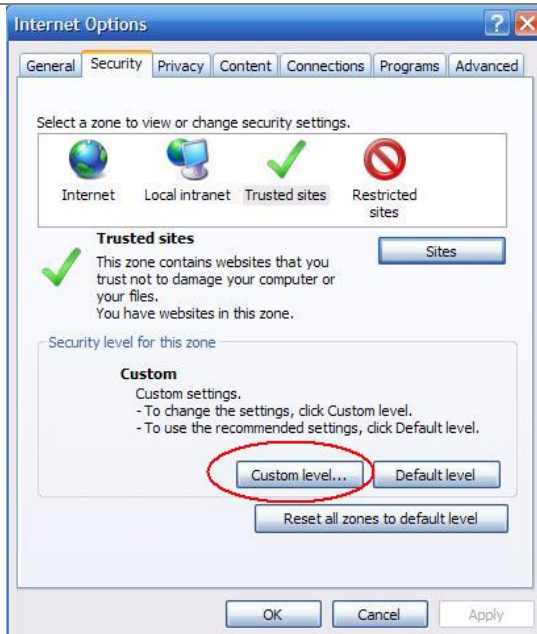 Internet Options
General Security Privacy Content Connections Programs Advanced
Select a zone to view or change security settings.
Internet Local intranet Trusted sites Restricted
sites
Trusted sites
Sites
This zone contains websites that you
trust not to damage your computer or
your files.
You have websites in this zone.
Security level for this zone
Custom
Custom settings.
- To change the settings, click Custom level.
- To use the recommended settings, click Default level.
Custom level... Default level
Reset all zones to default level
OK Cancel Apply